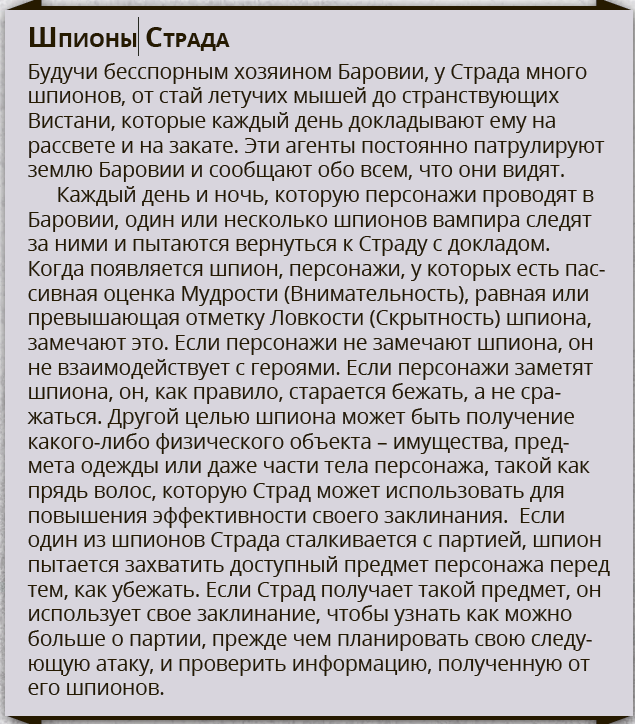 Шпионы Страда
Будучи бесспорным хозяином Баровии, у Страда много
шпионов, от стай летучих мышей до странствующих
Вистани, которые каждый день докладывают ему на
рассвете и на закате. Эти агенты постоянно патрулируют
землю Баровии и сообщают обо всем, что они видят.
Каждый день и ночь, которую персонажи проводят в
Баровии, один или несколько шпионов вампира следят
за ними и пытаются вернуться к Страду с докладом.
Когда появляется шпион, персонажи, у которых есть пас-
сивная оценка Мудрости (Внимательность), равная или
превышающая отметку Ловкости (Скрытность) шпиона,
замечают это. Если персонажи не замечают шпиона, он
не взаимодействует с героями. Если персонажи заметят
шпиона, он, как правило, старается бежать, а не сра-
жаться. Другой целью шпиона может быть получение
какого-либо физического объекта – имущества, пред-
мета одежды или даже части тела персонажа, такой как
прядь волос, которую Страд может использовать для
повышения эффективности своего заклинания.  Если
один из шпионов Страда сталкивается с партией, шпион
пытается захватить доступный предмет персонажа перед
тем, как убежать. Если Страд получает такой предмет, он
использует свое заклинание, чтобы узнать как можно
больше о партии, прежде чем планировать свою следу-
ющую атаку, и проверить информацию, полученную от
его шпионов.